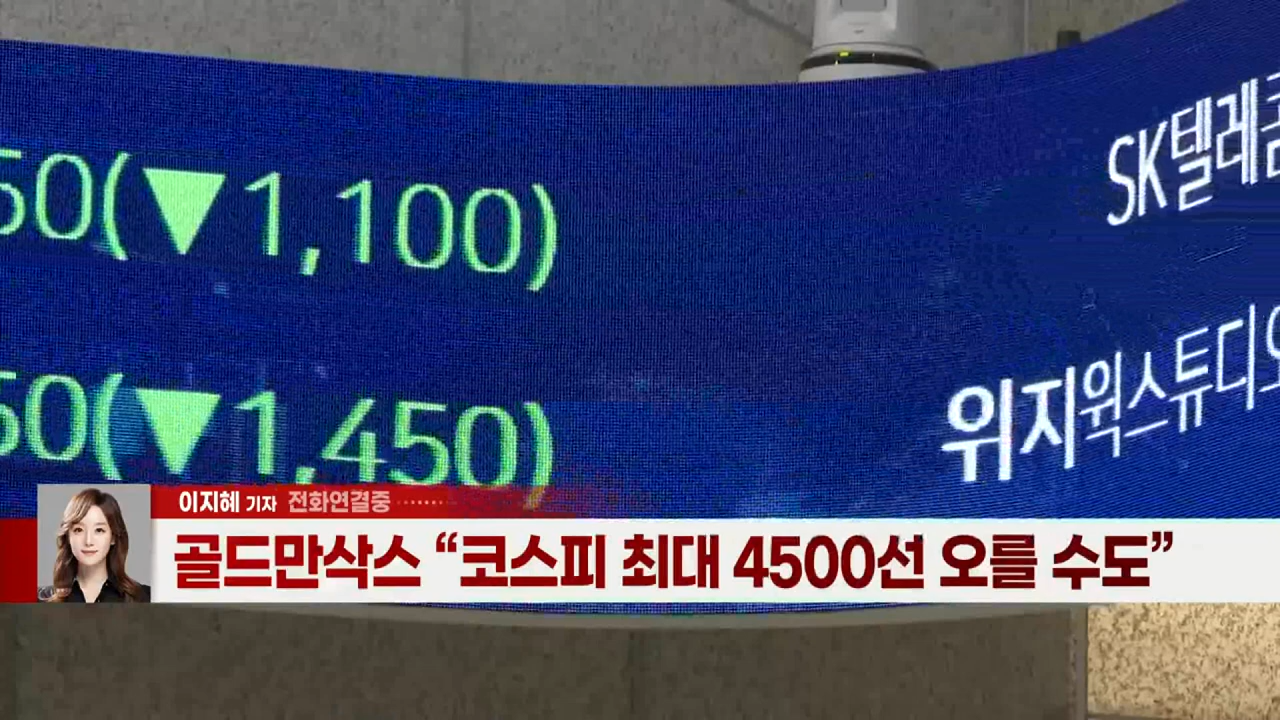 50(▼1,100)
SK텔레콤
50(▼1,450)
위지윅스튜디오
이지혜 기자 전화연결중
골드만삭스 “코스피 최대 4500선 오를 수도”